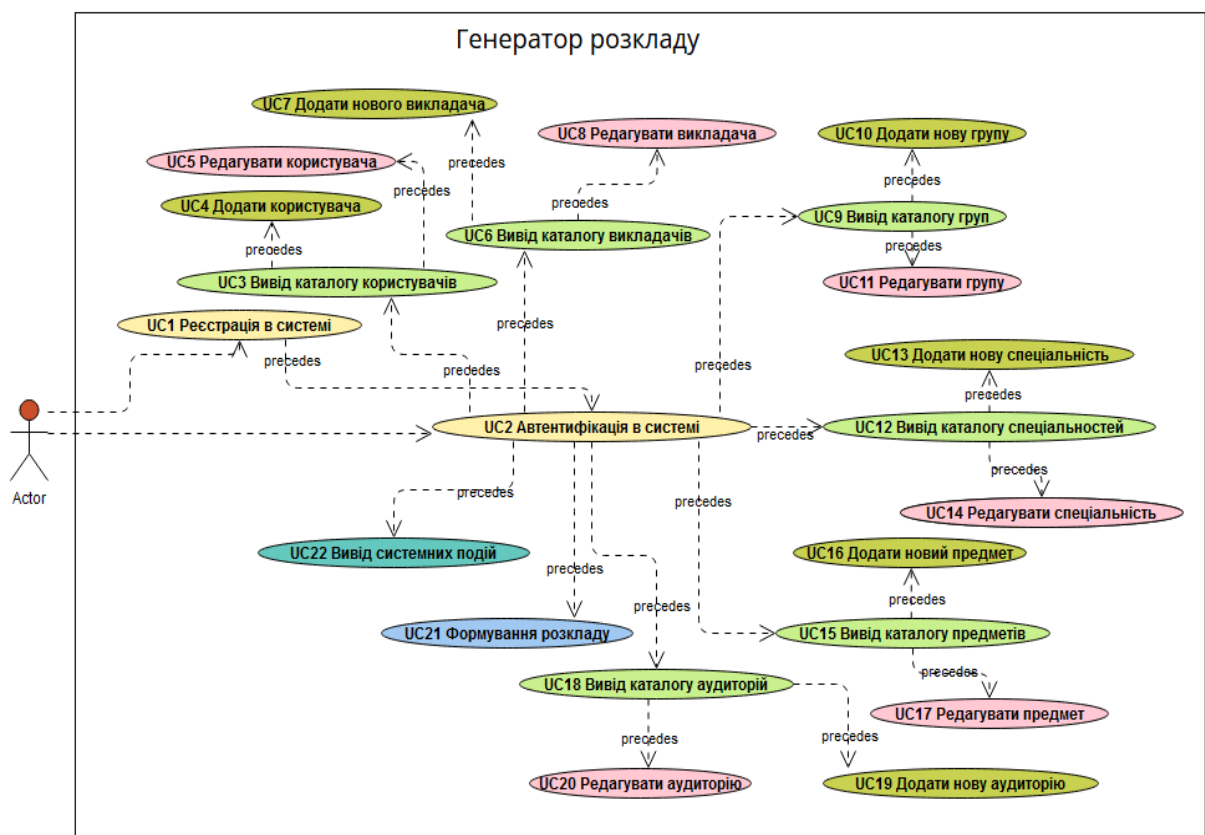 Генератор розкладу
UC7 Додати нового викладача
UC8 Редагувати викладача
UC10 Додати нову групу
UC5 Редагувати користувача
precedes
precedes
precedes
precedes
UC4 Додати користувача
precedes
UC9 Вивід каталогу груп
UC6 Вивід каталогу викладачів
precedes
precedes
UC3 Вивід каталогу користувачів
UC11 Редагувати групу
UC1 Реєстрація в системі
precedes
precedes
precedes
precedes
UC13 Додати нову спеціальність
precedes
UC2 Автентифікація в системі
precedes
UC12 Вивід каталогу спеціальностей
Actor
precedes
precedes
UC14 Редагувати спеціальність
UC22 Вивід системних подій
UC16 Додати новий предмет
precedes
precedes
precedes
precedes
UC21 Формування розкладу
UC15 Вивід каталогу предметів
precedes
UC18 Вивід каталогу аудиторій
UC17 Редагувати предмет
precedes
precedes
UC20 Редагувати аудиторію
UC19 Додати нову аудиторію